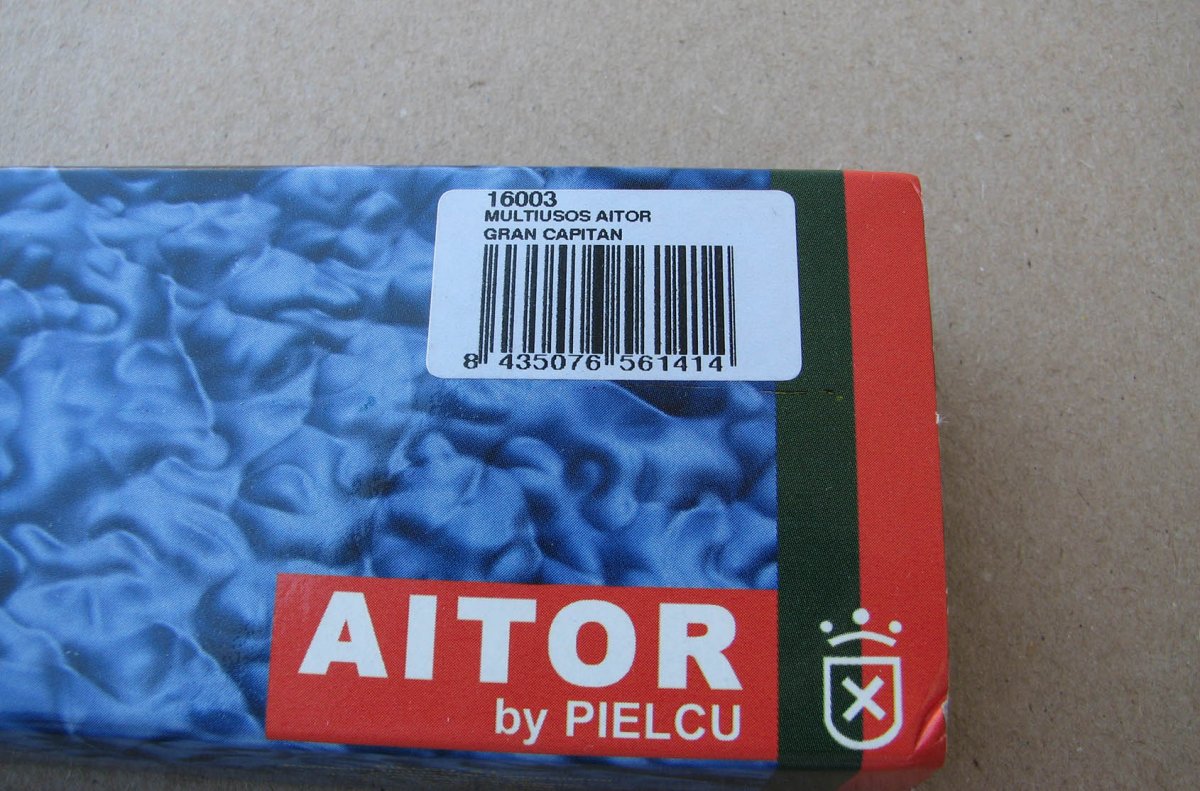 16003
MULTIUSOS AITOR
GRAN CAPITAN
8 435076 561414
AITOR
by PIELCU